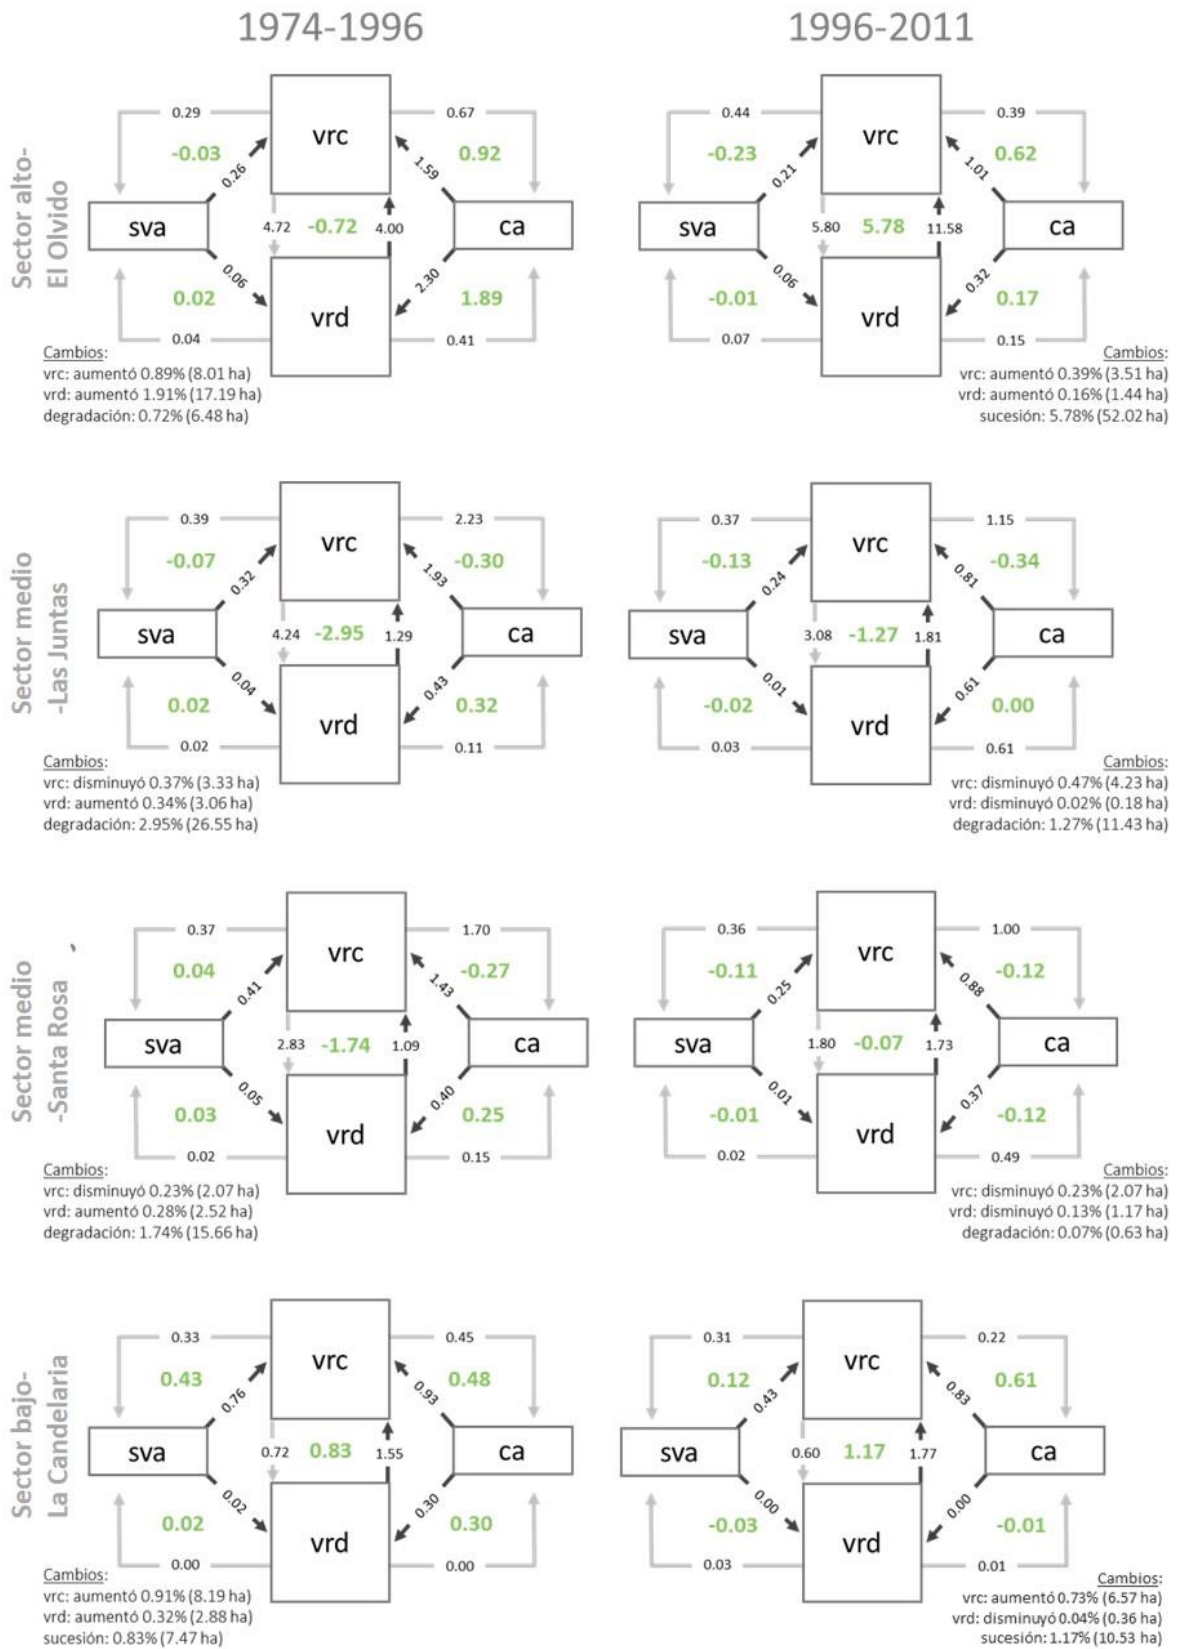 1974-1996
1996-2011
Sector alto-
El Olvido
0.29
vrc
0.67
-0.03
0.26
1.59
0.92
sva
4.72
-0.72
4.00
ca
0.06
2.30
0.02
vrd
1.89
0.04
0.41
Cambios:
vrc: aumentó 0.89% (8.01 ha)
vrd: aumentó 1.91% (17.19 ha)
degradación: 0.72% (6.48 ha)
0.44
vrc
0.39
-0.23
0.21
1.01
0.62
sva
5.80
5.78
11.58
ca
0.06
0.32
-0.01
vrd
0.17
0.07
0.15
Cambios:
vrc: aumentó 0.39% (3.51 ha)
vrd: aumentó 0.16% (1.44 ha)
sucesión: 5.78% (52.02 ha)
Sector medio
-Las Juntas
0.39
vrc
2.23
-0.07
0.32
1.93
-0.30
sva
4.24
-2.95
1.29
ca
0.04
0.43
0.02
vrd
0.32
0.02
0.11
Cambios:
vrc: disminuyó 0.37% (3.33 ha)
vrd: aumentó 0.34% (3.06 ha)
degradación: 2.95% (26.55 ha)
0.37
vrc
1.15
-0.13
0.24
0.81
-0.34
sva
3.08
-1.27
1.81
ca
0.01
0.61
-0.02
vrd
0.00
0.03
0.61
Cambios:
vrc: disminuyó 0.47% (4.23 ha)
vrd: disminuyó 0.02% (0.18 ha)
degradación: 1.27% (11.43 ha)
Sector medio
-Santa Rosa
0.37
vrc
1.70
0.04
0.41
1.43
-0.27
sva
2.83
-1.74
1.09
ca
0.05
0.40
0.03
vrd
0.25
0.02
0.15
Cambios:
vrc: disminuyó 0.23% (2.07 ha)
vrd: aumentó 0.28% (2.52 ha)
degradación: 1.74% (15.66 ha)
0.36
vrc
1.00
-0.11
0.25
0.88
-0.12
sva
1.80
-0.07
1.73
ca
0.01
0.37
-0.01
vrd
-0.12
0.02
0.49
Cambios:
vrc: disminuyó 0.23% (2.07 ha)
vrd: disminuyó 0.13% (1.17 ha)
degradación: 0.07% (0.63 ha)
Sector bajo-
La Candelaria
0.33
vrc
0.45
0.43
0.76
0.93
0.48
sva
0.72
0.83
1.55
ca
0.02
0.30
0.02
vrd
0.30
0.00
0.00
Cambios:
vrc: aumentó 0.91% (8.19 ha)
vrd: aumentó 0.32% (2.88 ha)
sucesión: 0.83% (7.47 ha)
0.31
vrc
0.22
0.12
0.43
0.83
0.61
sva
0.60
1.17
1.77
ca
0.00
0.00
-0.03
vrd
-0.01
0.03
0.01
Cambios:
vrc: aumentó 0.73% (6.57 ha)
vrd: disminuyó 0.04% (0.36 ha)
sucesión: 1.17% (10.53 ha)